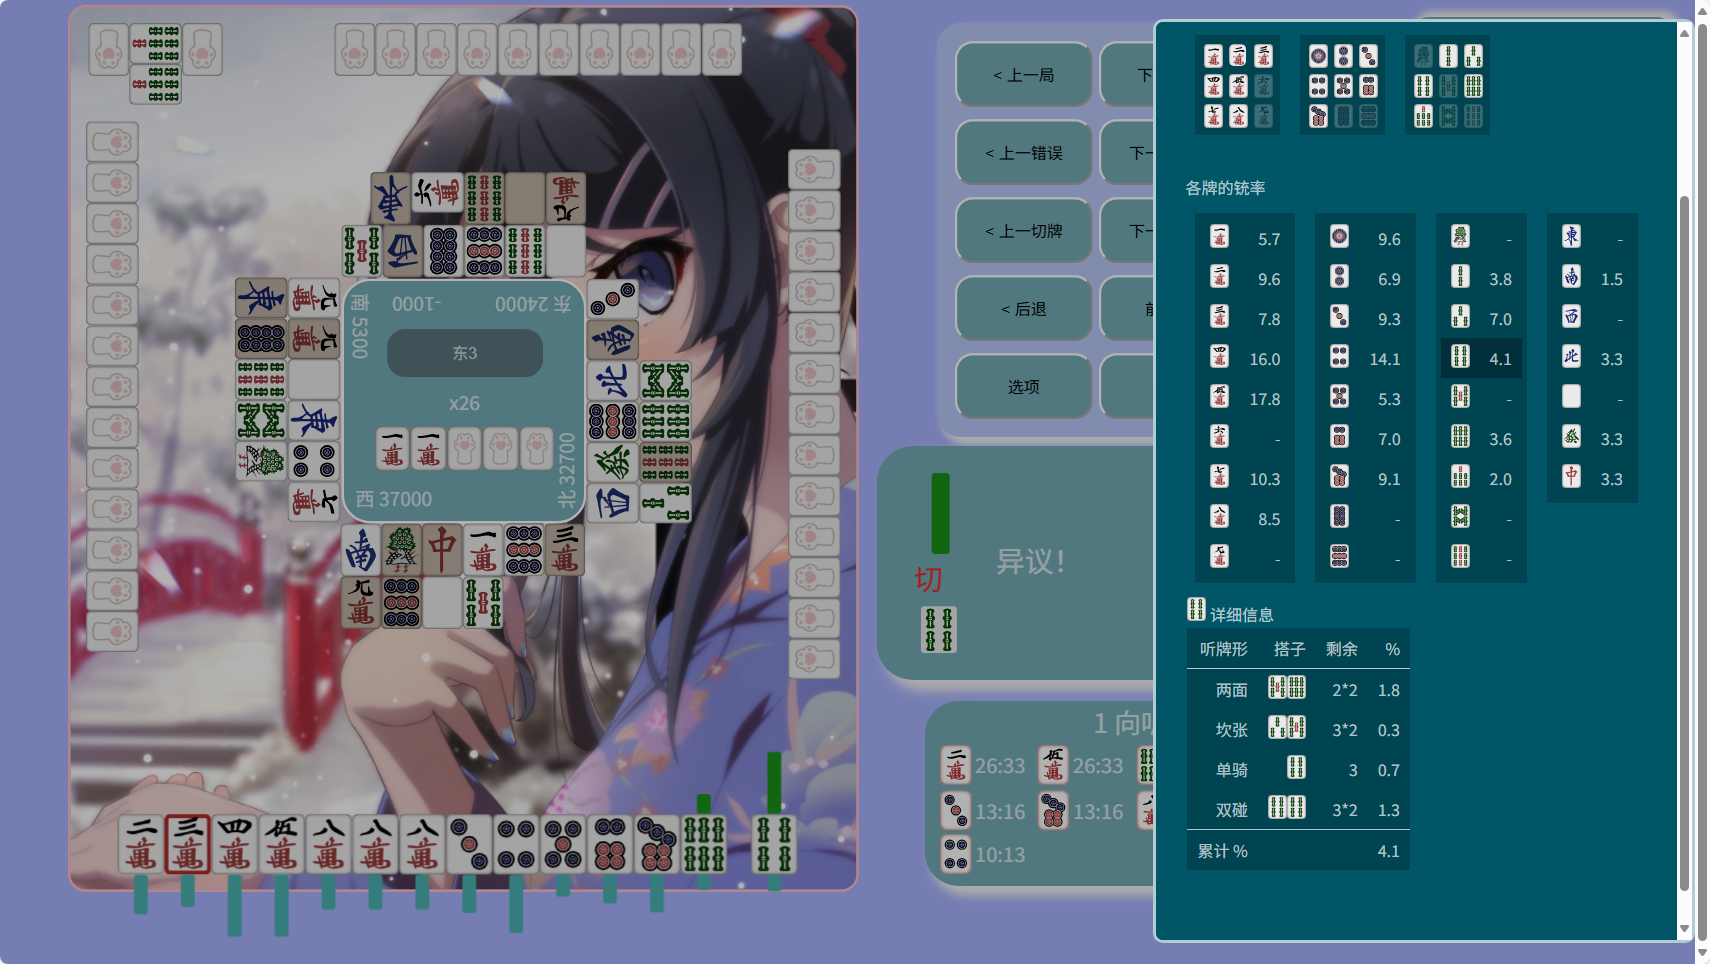 < 上一局
下
< 上一错误
下一
< 上一切牌
下一
< 后退
前
选项
南 5300
-1000
东 24000
东3
x26
西 37000
北 32700
异议!
切
1 向听
26:33
26:33
13:16
13:16
10:13
各牌的铳率
5.7
9.6
-
-
9.6
6.9
3.8
1.5
7.8
9.3
7.0
-
16.0
14.1
4.1
3.3
17.8
5.3
-
-
-
7.0
3.6
3.3
10.3
9.1
2.0
3.3
8.5
-
-
-
-
-
详细信息
听牌形 搭子 剩余 %
两面 2*2 1.8
坎张 3*2 0.3
单骑 3 0.7
双碰 3*2 1.3
累计 % 4.1